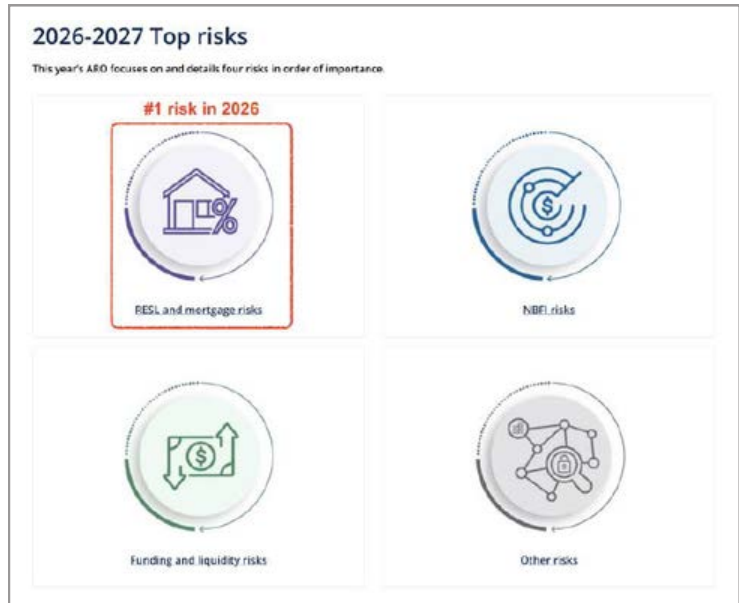 2026-2027 Top risks
This year's ARO focuses on and details four risks in order of importance.
#1 risk in 2026
RESL and mortgage risks
NBFI risks
Funding and liquidity risks
Other risks